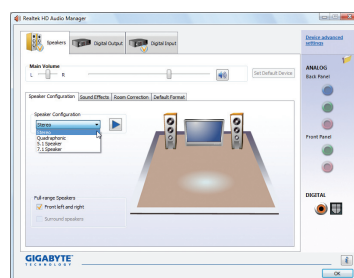 Realtek HD Audio Manager
Speakers
Digital Output
Digital Input
Device advanced settings
Main Volume
L
R
Set Default Device
ANALOG
Back Panel
Speaker Configuration
Sound Effects
Room Correction
Default Format
Speaker Configuration
Stereo
Stereo
Quadraphonic
5.1 Speaker
7.1 Speaker
Front Panel
Full-range Speakers
Front left and right
Surround speakers
DIGITAL
GIGABYTE
TECHNOLOGY
i
OK